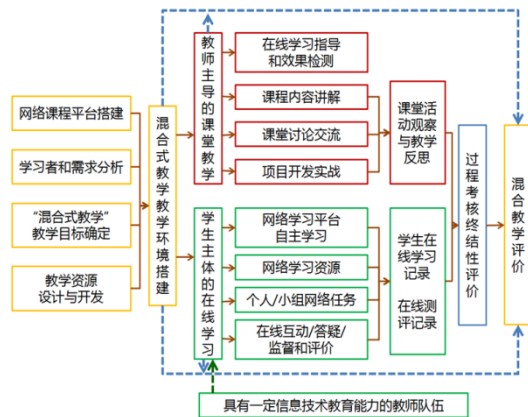 网络课程平台搭建
学习者和需求分析
“混合式教学”
教学目标确定
教学资源
设计与开发
混合式教学教学环境搭建
教师主导的课堂教学
在线学习指导
和效果检测
课程内容讲解
课堂讨论交流
项目开发实战
课堂活
动观察
与教学
反思
学生主体的在线学习
网络学习平台
自主学习
网络学习资源
个人/小组网络任务
在线互动/答疑/
监督和评价
学生在
线学习
记录
在线测
评记录
过程考核终结性评价
混合教学评价
具有一定信息技术教育能力的教师队伍